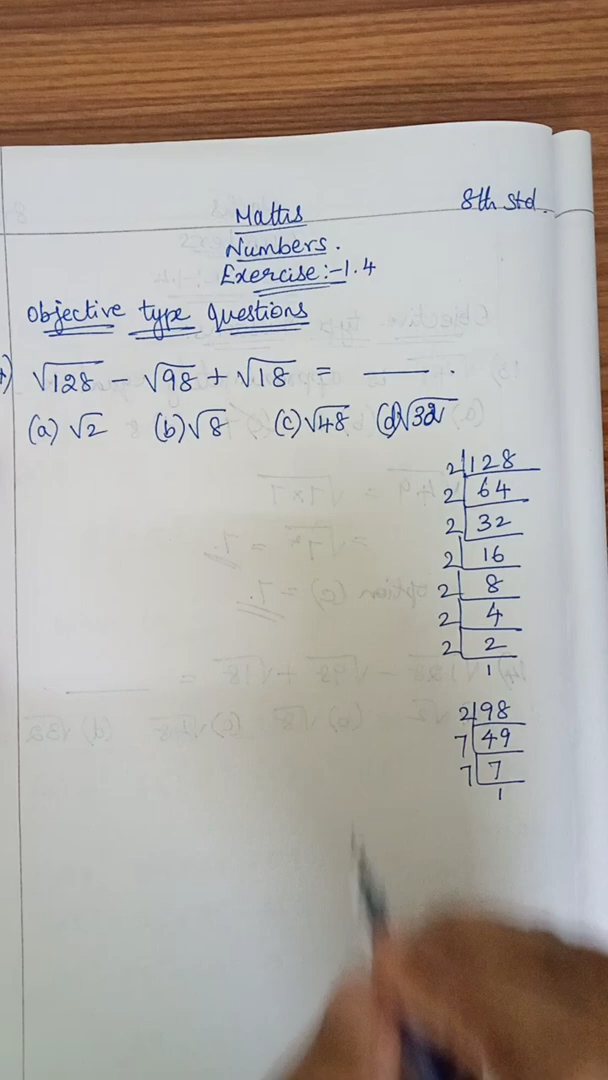 Maths
8th std.
Numbers.
Exercise:-1.4
Objective type Questions
) √128 - √98 + √18 = ____ .
(a) √2 (b) √8 (c) √48 (d) √32
2 128
2 64
2 32
2 16
2 8
2 4
2 2
1
2 98
7 49
7 7
1